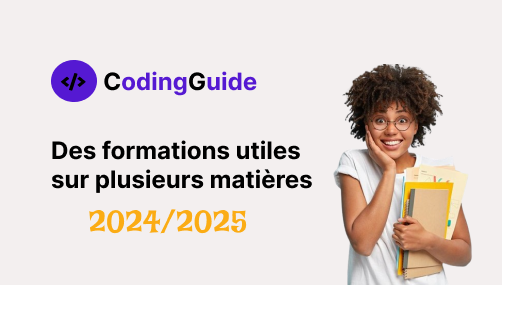 </> CodingGuide
Des formations utiles
sur plusieurs matières
2024/2025